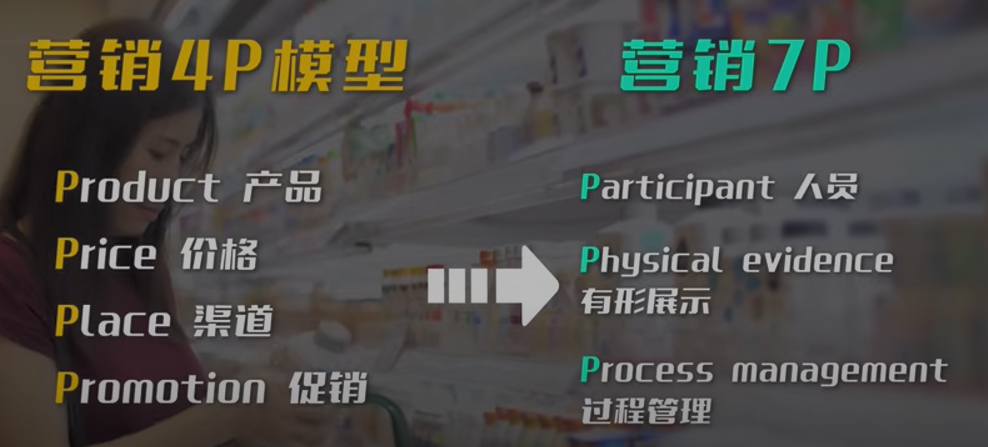 营销4P模型
Product 产品
Price 价格
Place 渠道
Promotion 促销
营销7P
Participant 人员
Physical evidence
有形展示
Process management
过程管理